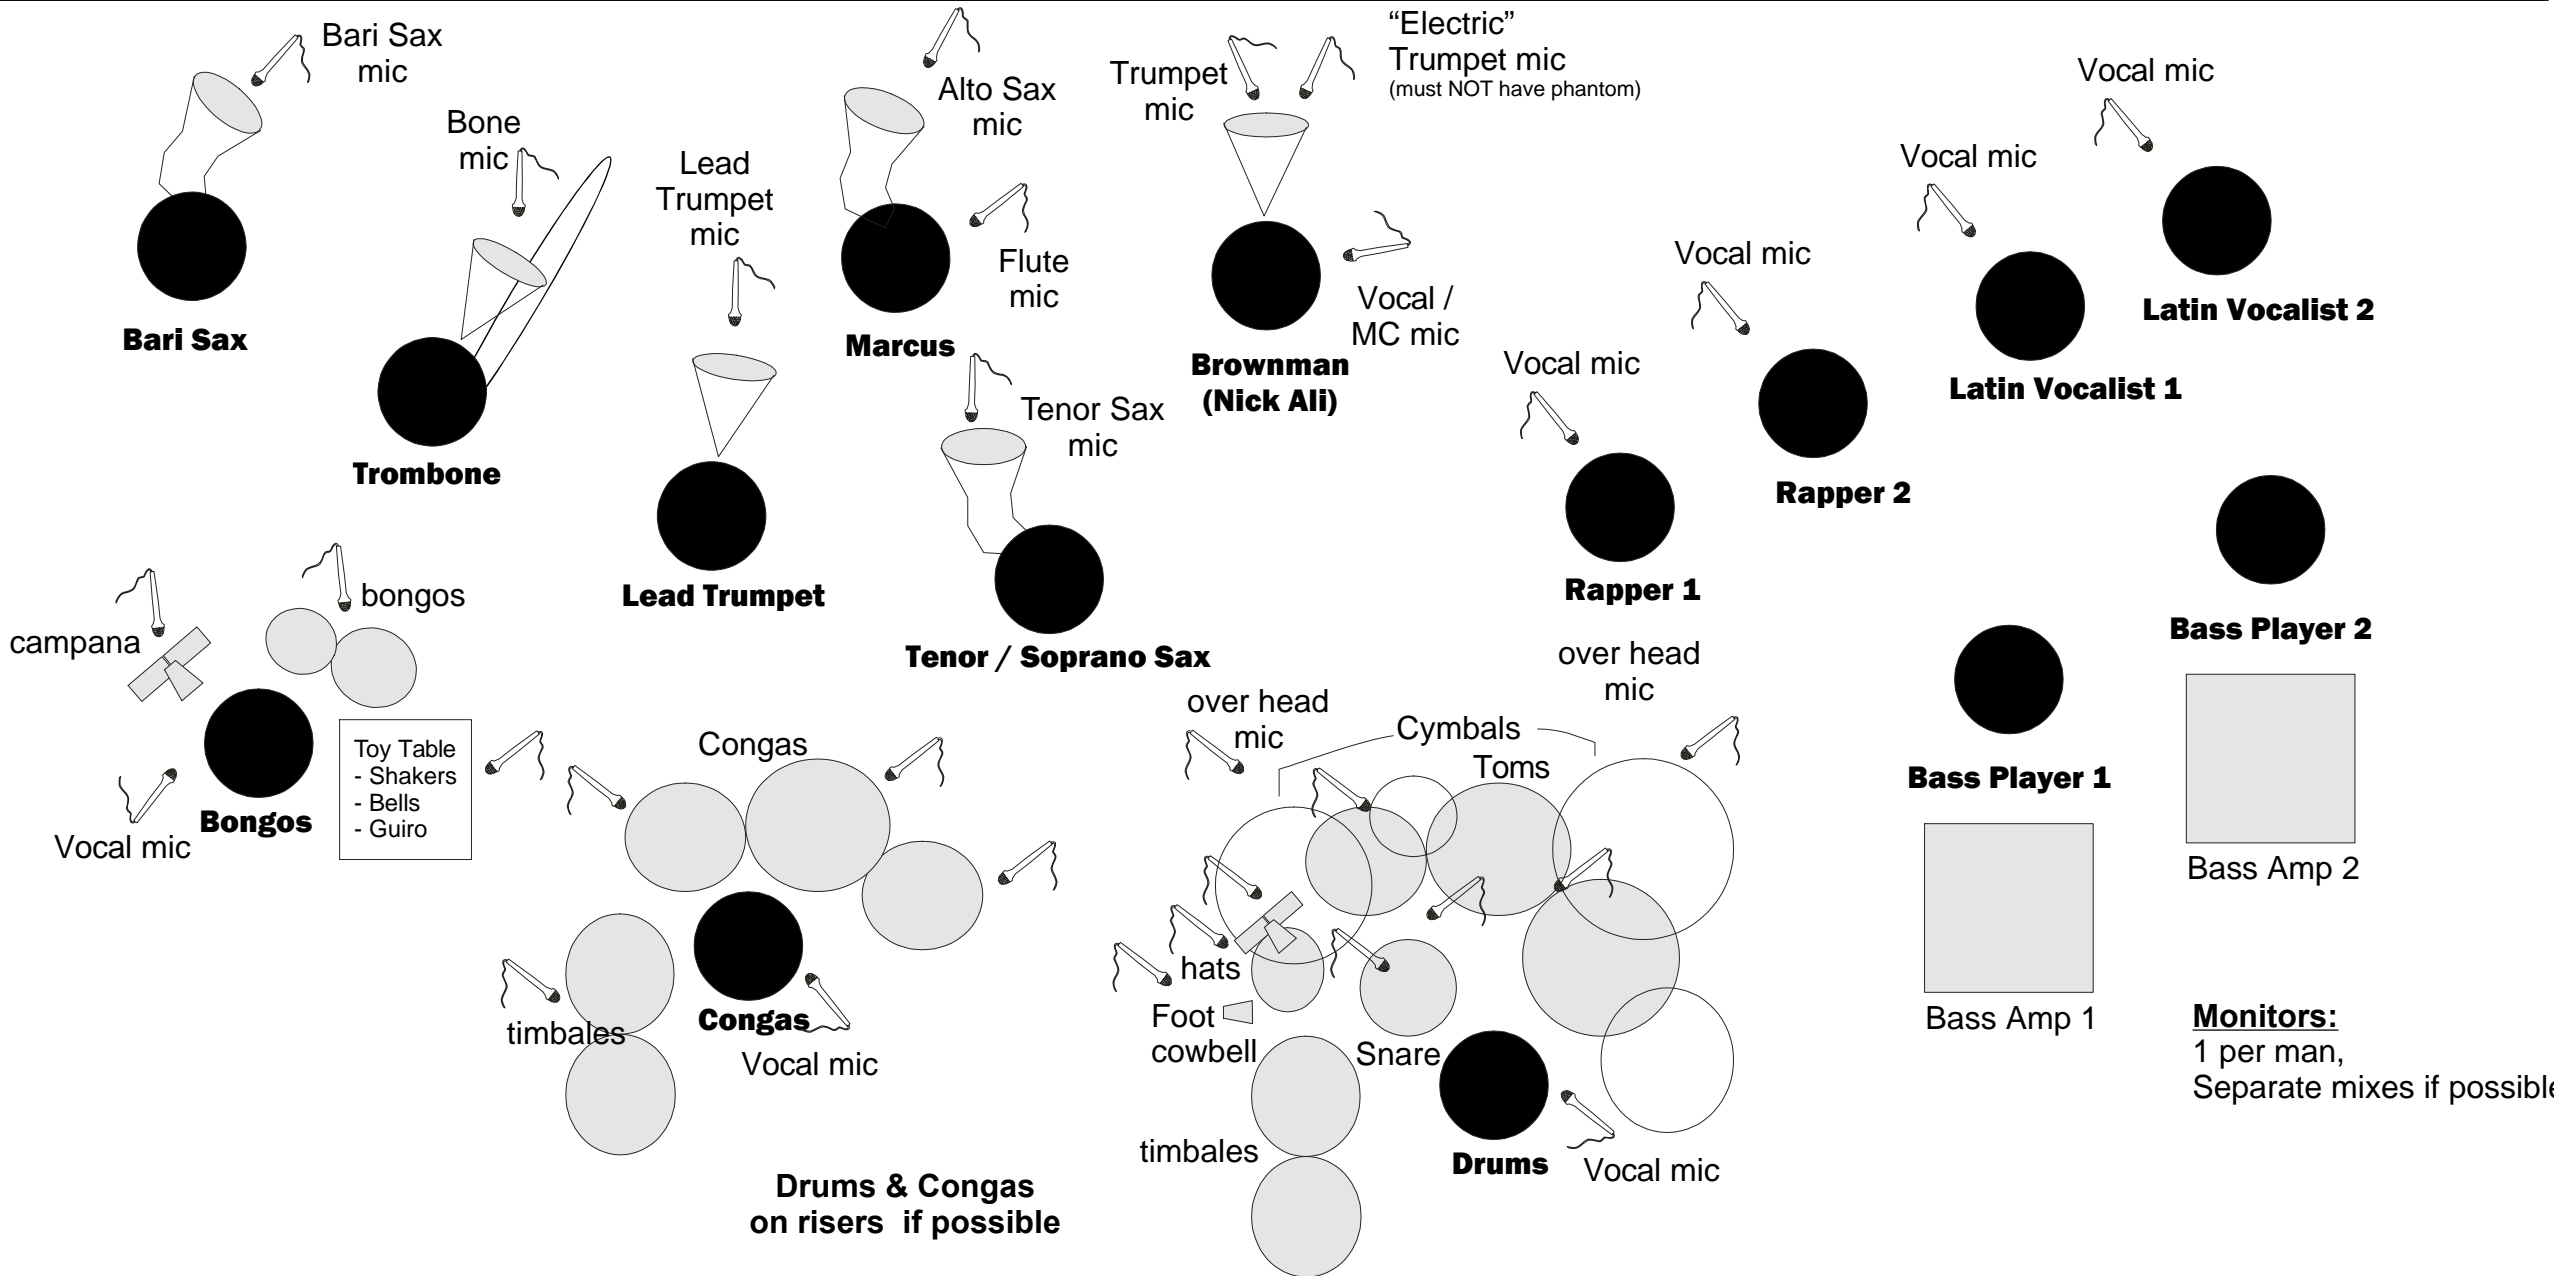 Bari Sax
mic
Bari Sax
Bone
mic
Trombone
Lead
Trumpet
mic
Lead Trumpet
Alto Sax
mic
Flute
mic
Marcus
Tenor Sax
mic
Tenor / Soprano Sax
Trumpet
mic
“Electric”
Trumpet mic
(must NOT have phantom)
Vocal /
MC mic
Brownman
(Nick Ali)
Vocal mic
Rapper 1
Vocal mic
Rapper 2
Vocal mic
Latin Vocalist 1
Vocal mic
Latin Vocalist 2
campana
bongos
Vocal mic
Bongos
Toy Table
- Shakers
- Bells
- Guiro
Congas
timbales
Congas
Vocal mic
over head
mic
Cymbals
Toms
over head
mic
hats
Foot
cowbell
Snare
timbales
Drums
Vocal mic
Bass Player 1
Bass Amp 1
Bass Player 2
Bass Amp 2
Monitors:
1 per man,
Separate mixes if possible
Drums & Congas
on risers if possible